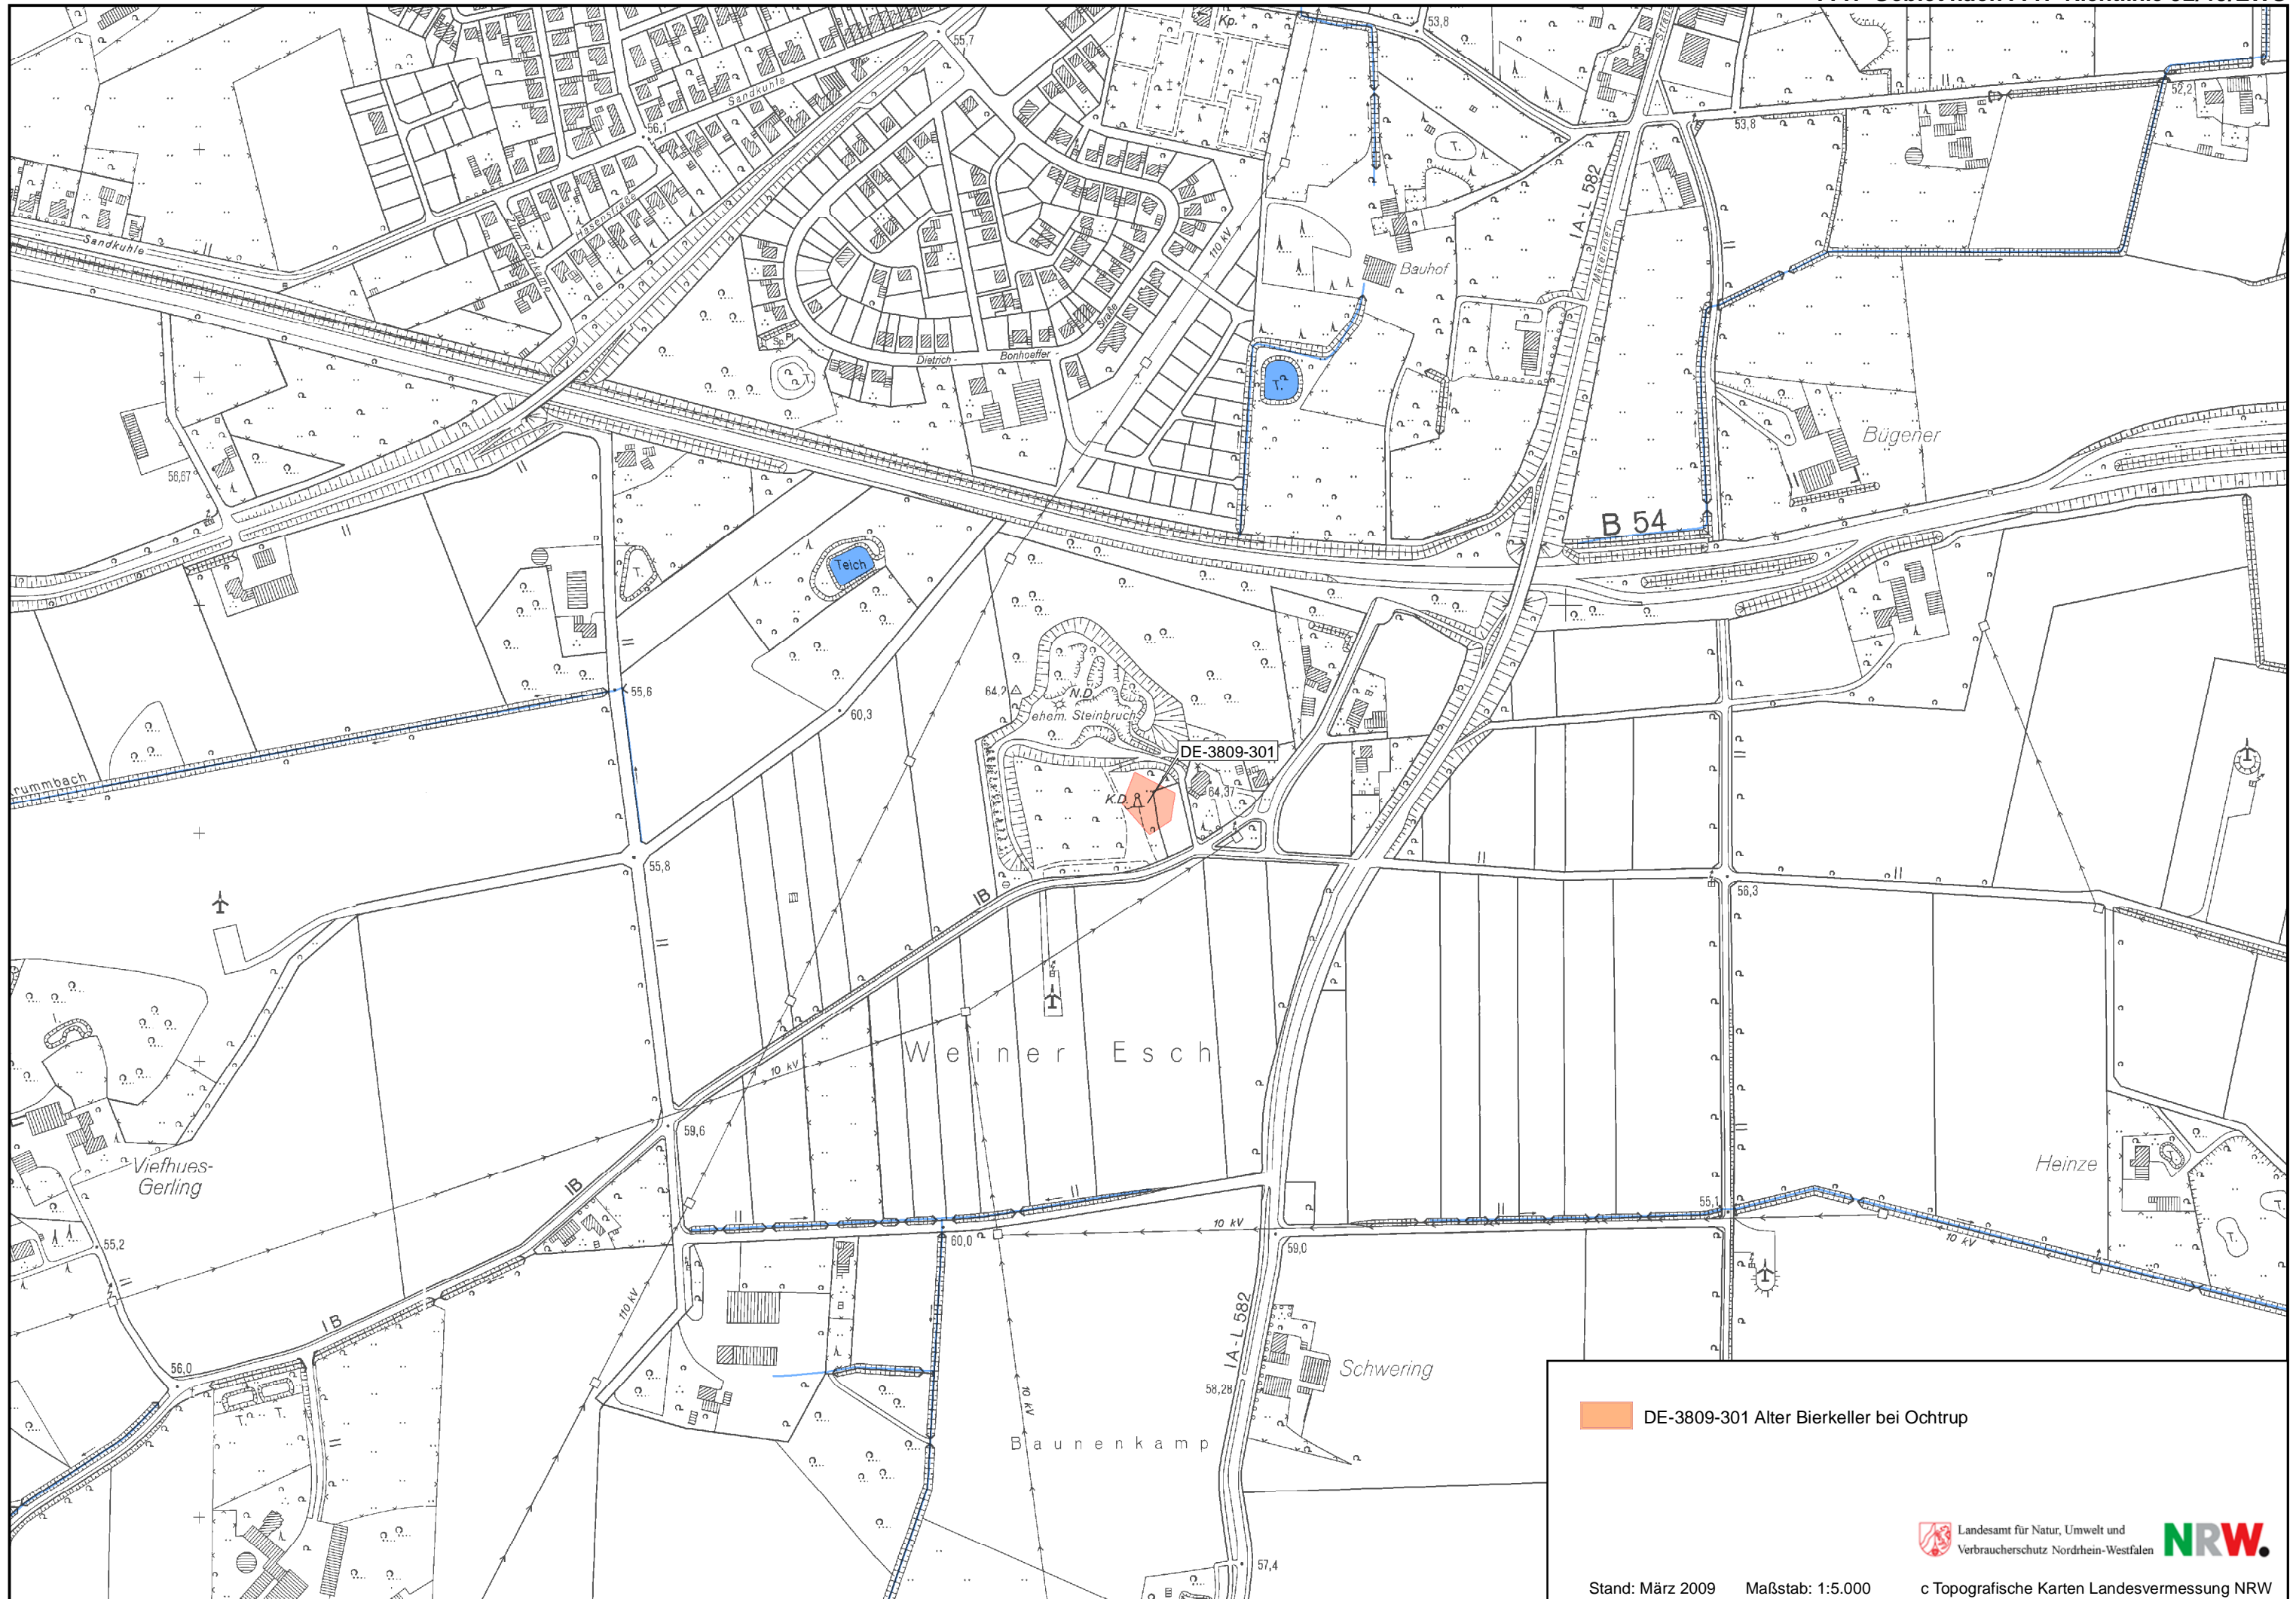 Kp.
53,8
55,7
Sandkuhle
56,1
52,2
53,8
Hasenstraße
IA-L 582
Metelener
110 kV
Sandkuhle
Bauhof
Straße
Sp.Pl.
Dietrich - Bonhoeffer -
T.
T.
Bügener
56,67
B 54
Teich
T.
55,6
64,2
N.D.
ehem. Steinbruch
60,3
DE-3809-301
rummbach
K.D.
64,37
55,8
IB
56,3
Weiner Esch
10 kV
59,6
Viefhues-
Gerling
Heinze
IB
55,1
55,2
10 kV
60,0
59,0
10 kV
T.
110 kV
IB
IA-L 582
56,0
Schwering
58,28
T. T.
10 kV
Baunenkamp
57,4
DE-3809-301 Alter Bierkeller bei Ochtrup
Landesamt für Natur, Umwelt und
Verbraucherschutz Nordrhein-Westfalen
NRW.
Stand: März 2009 Maßstab: 1:5.000 c Topografische Karten Landesvermessung NRW